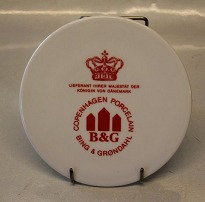 LIEFERANT IHRER MAJESTÄT DER
KÖNIGIN VON DÄNEMARK
COPENHAGEN PORCELAIN
B&G
BING & GRØNDAHL